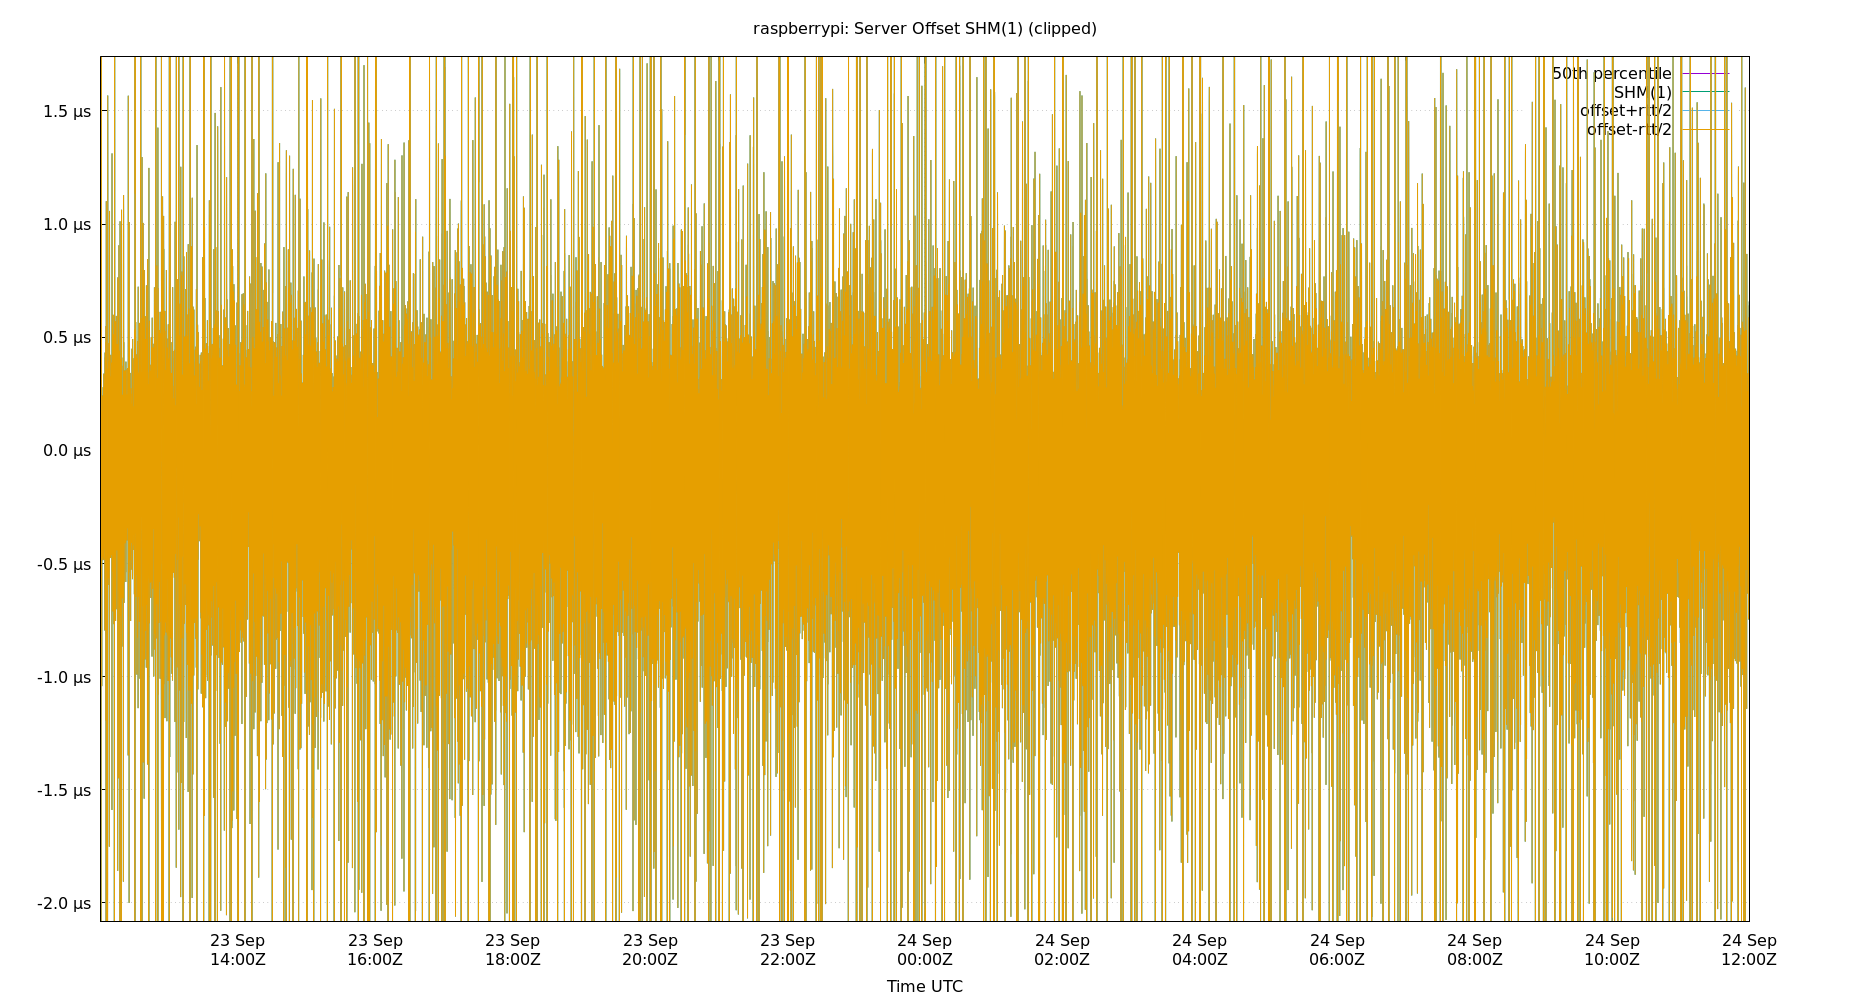 raspberrypi: Server Offset SHM(1) (clipped)
50th percentile
SHM(1)
offset+rtt/2
offset-rtt/2
1.5 µs
1.0 µs
0.5 µs
0.0 µs
-0.5 µs
-1.0 µs
-1.5 µs
-2.0 µs
23 Sep 23 Sep 23 Sep 23 Sep 23 Sep 24 Sep 24 Sep 24 Sep 24 Sep 24 Sep 24 Sep 24 Sep
14:00Z 16:00Z 18:00Z 20:00Z 22:00Z 00:00Z 02:00Z 04:00Z 06:00Z 08:00Z 10:00Z 12:00Z
Time UTC